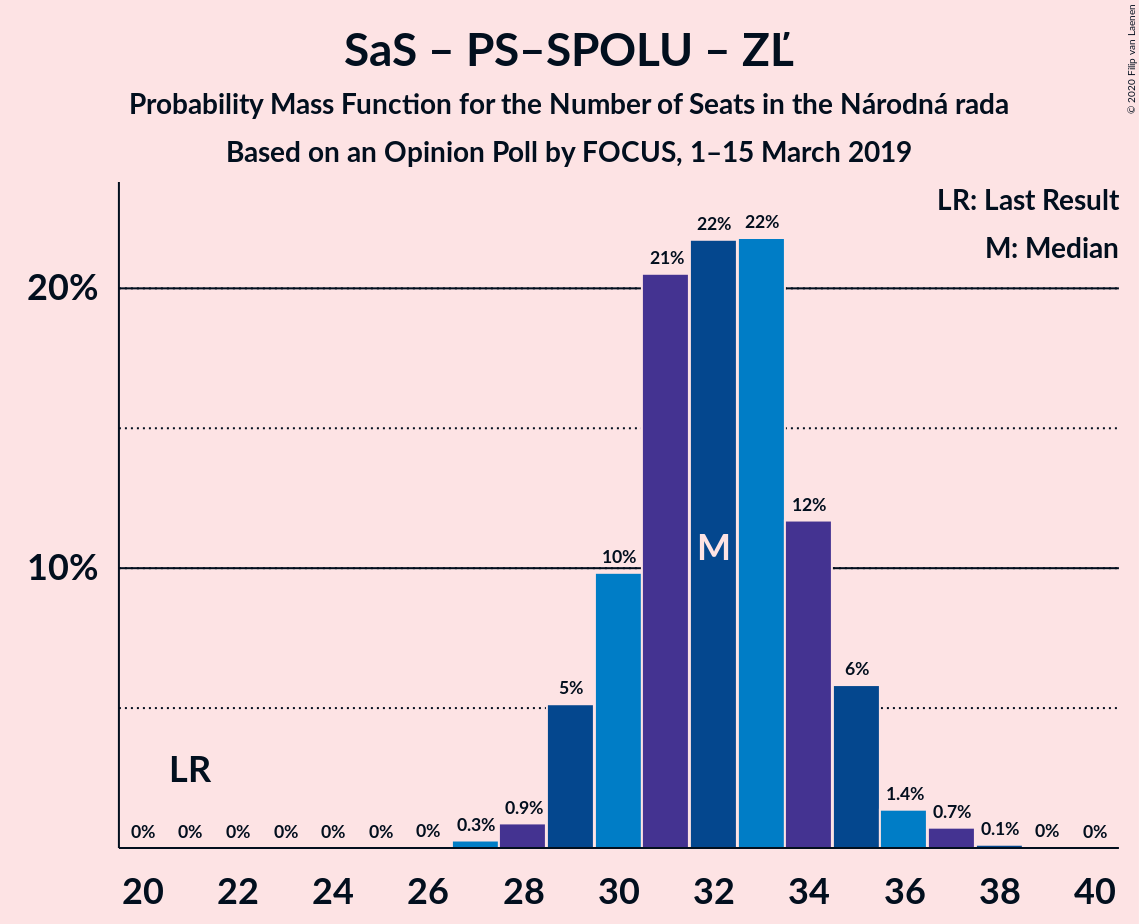 SaS – PS–SPOLU – ZĽ
Probability Mass Function for the Number of Seats in the Národná rada
Based on an Opinion Poll by FOCUS, 1–15 March 2019
© 2020 Filip van Laenen
LR: Last Result
M: Median
20%
10%
0% 0% 0% 0% 0% 0% 0% 0.3% 0.9% 5% 10% 21% 22% 22% 12% 6% 1.4% 0.7% 0.1% 0% 0%
LR
M
20 22 24 26 28 30 32 34 36 38 40